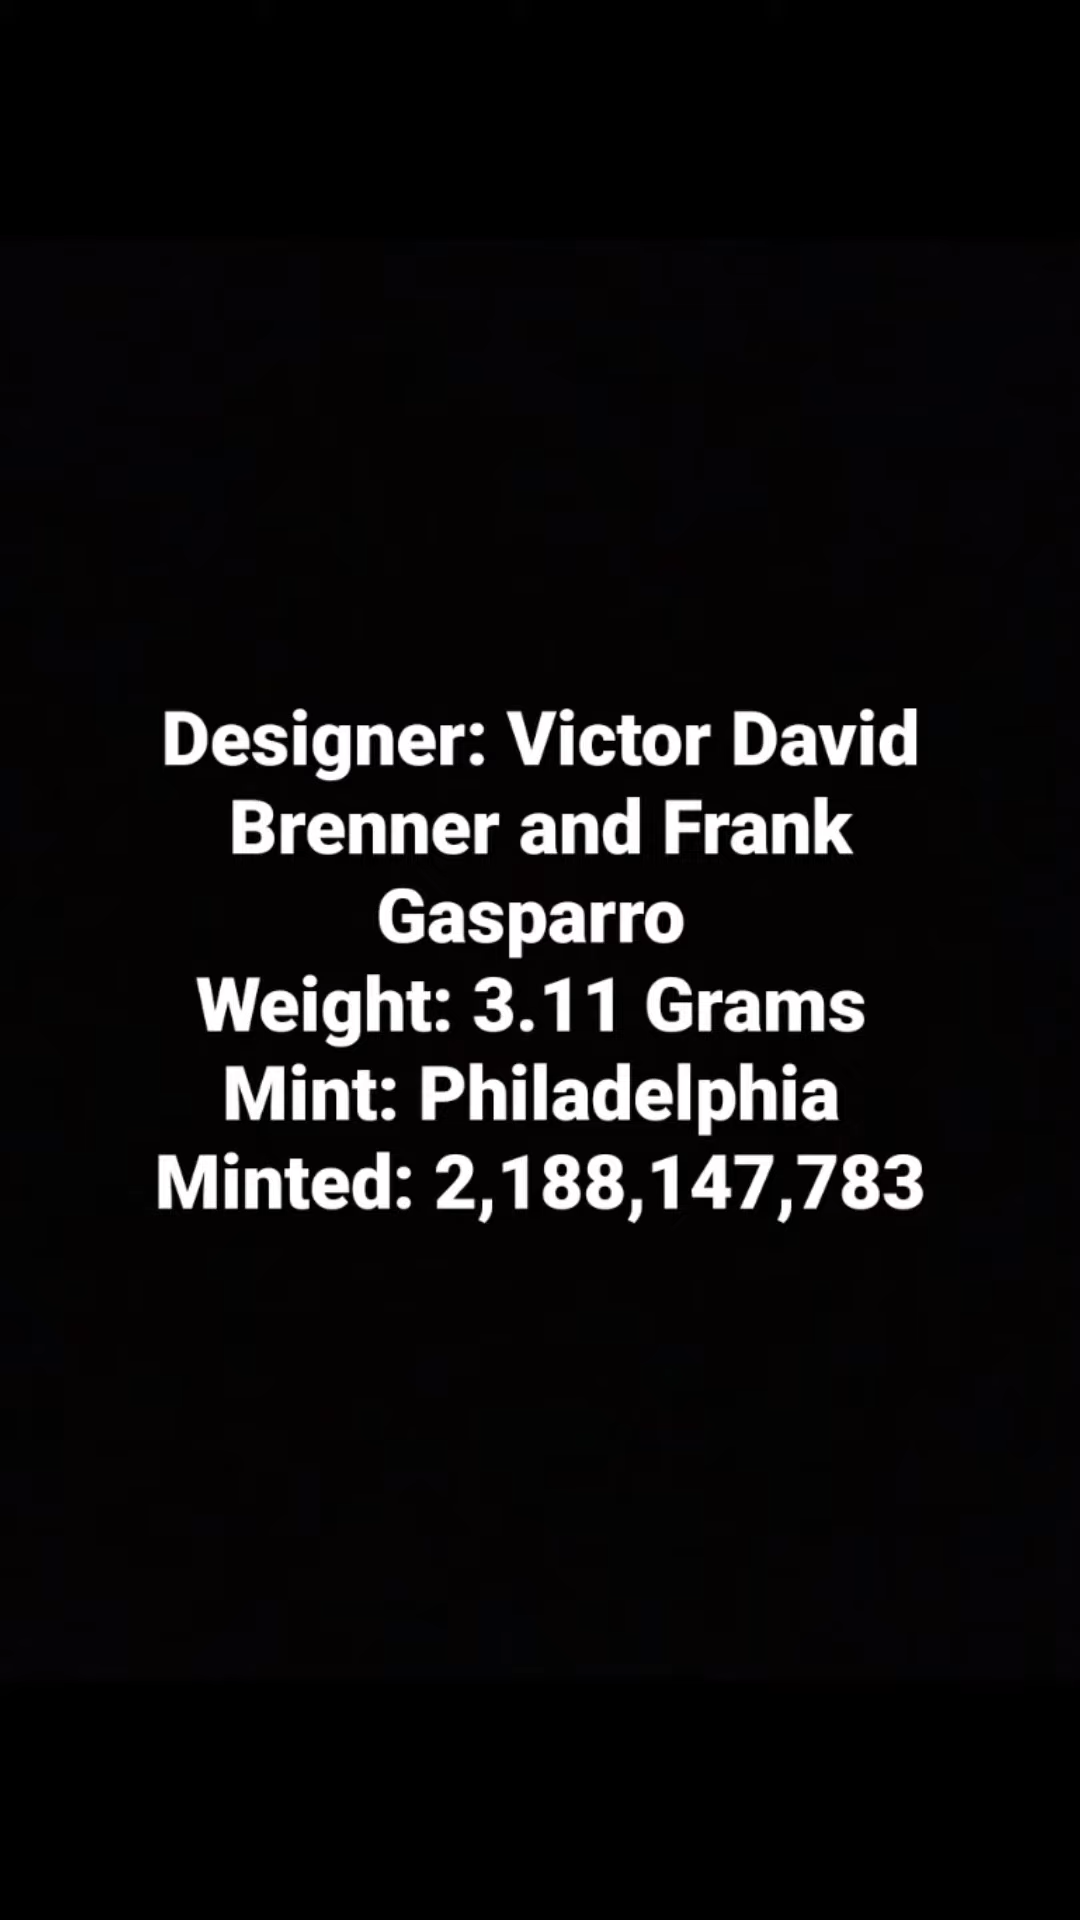 Designer: Victor David
Brenner and Frank
Gasparro
Weight: 3.11 Grams
Mint: Philadelphia
Minted: 2,188,147,783